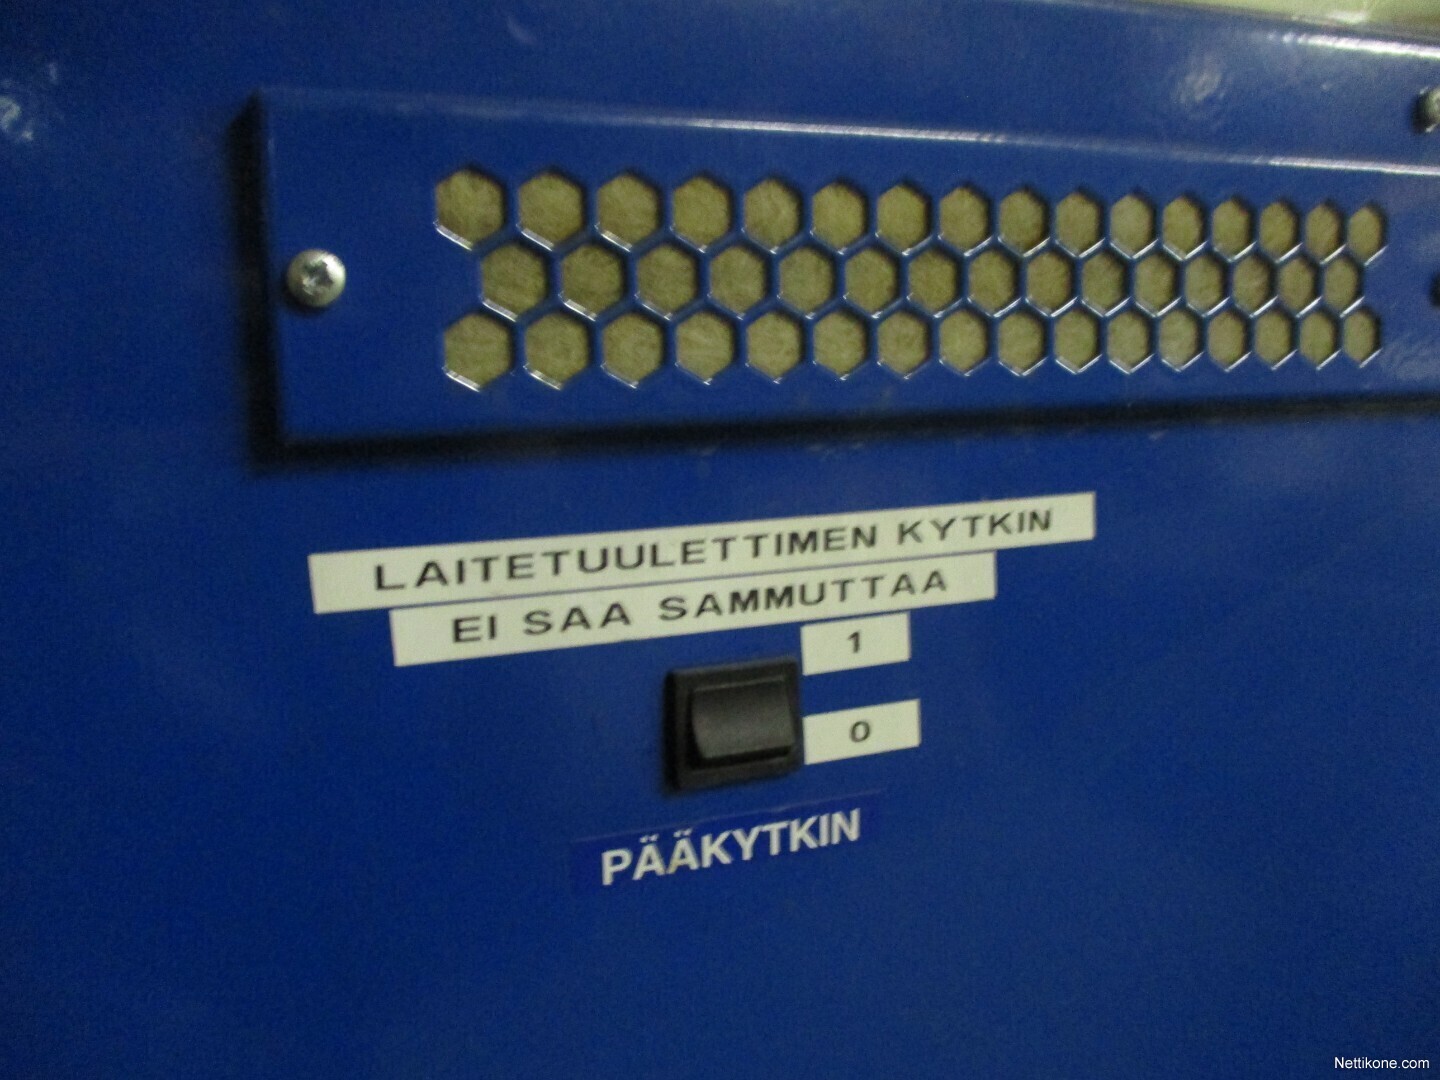 LAITETUULETTIMEN KYTKIN
EI SAA SAMMUTTAA
1
0
PÄÄKYTKIN
Nettikone.com